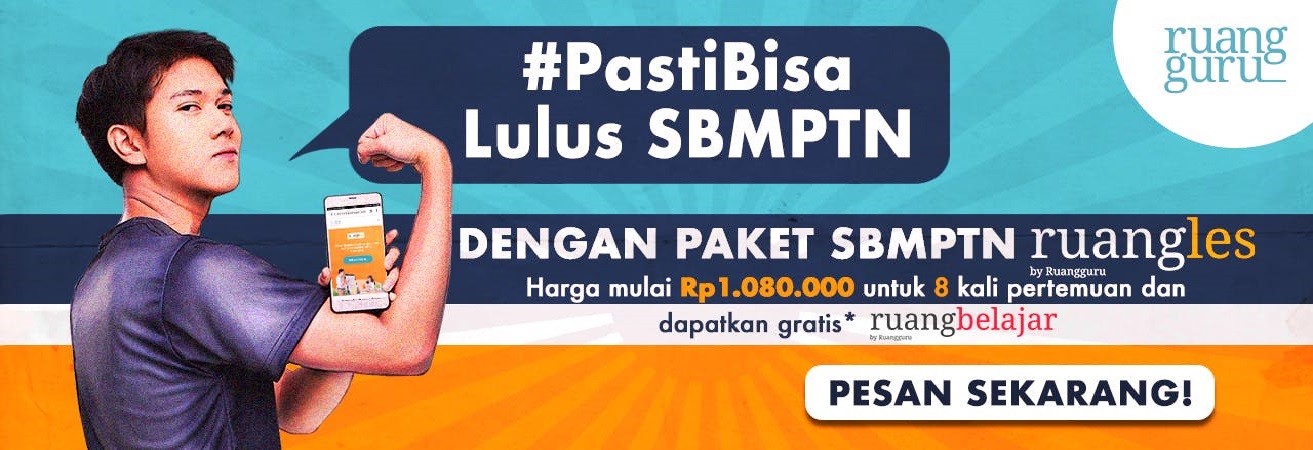 #PastiBisa
Lulus SBMPTN
ruang
guru
DENGAN PAKET SBMPTN ruangles
by Ruangguru
Harga mulai Rp1.080.000 untuk 8 kali pertemuan dan
dapatkan gratis* ruangbelajar
by Ruangguru
PESAN SEKARANG!